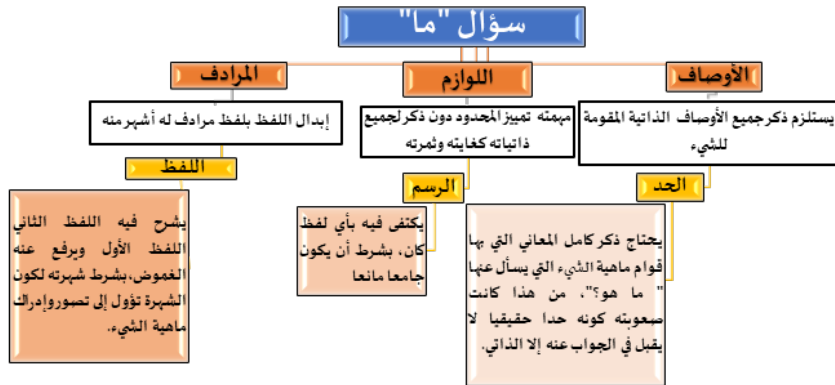 سؤال "ما"
الأوصاف
يستلزم ذكر جميع الأوصاف الذاتية المقومة
للشيء
الحد
يحتاج ذكر كامل المعاني التي بها
قوام ماهية الشيء التي يسأل عنها
" ما هو؟"، من هذا كانت
صعوبته كونه حدا حقيقيا لا
يقبل في الجواب عنه إلا الذاتي.
اللوازم
مهمته تمييز المحدود دون ذكر لجميع
ذاتياته كغايته وثمرته
الرسم
يكتفى فيه بأي لفظ
كان، بشرط أن يكون
جامعا مانعا
المرادف
إبدال اللفظ بلفظ مرادف له أشهر منه
اللفظ
يشرح فيه اللفظ الثاني
اللفظ الأول ويرفع عنه
الغموض،بشرط شهرته لكون
الشهرة تؤول إلى تصور وإدراك
ماهية الشيء.